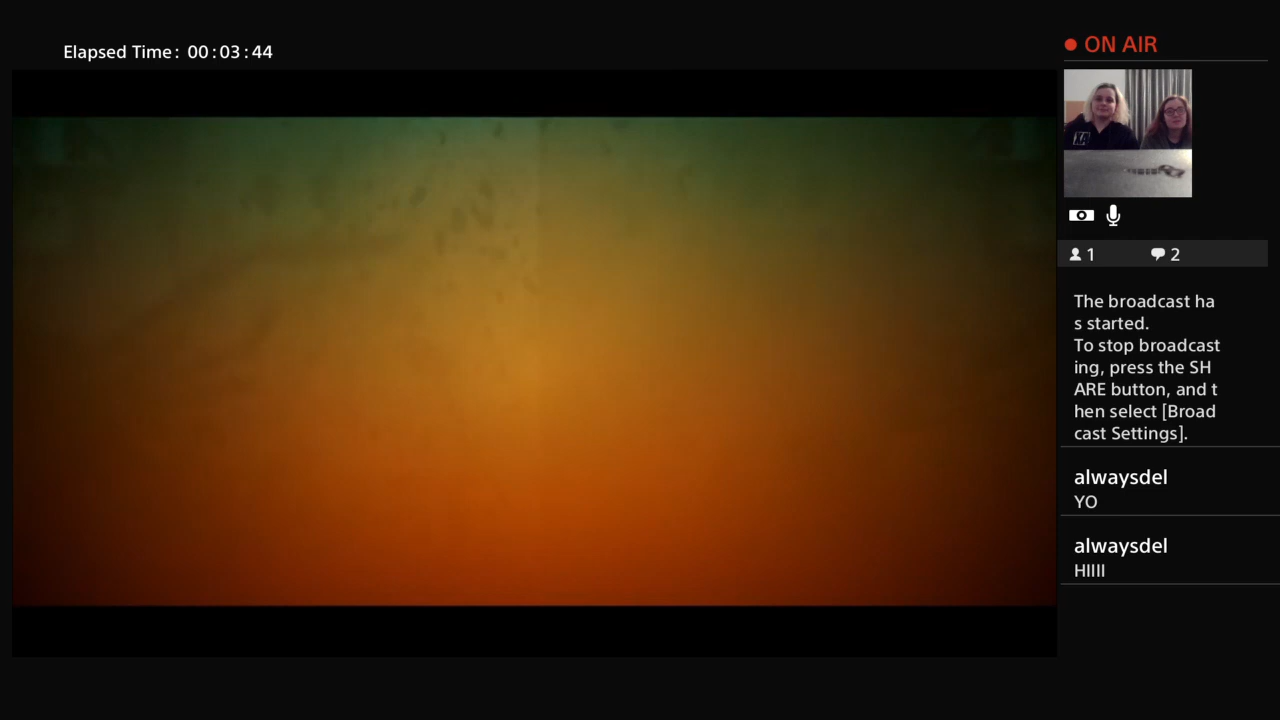 Elapsed Time: 00:03:44
ON AIR
1
2
The broadcast ha
s started.
To stop broadcast
ing, press the SH
ARE button, and t
hen select [Broad
cast Settings].
alwaysdel
YO
alwaysdel
HIIII